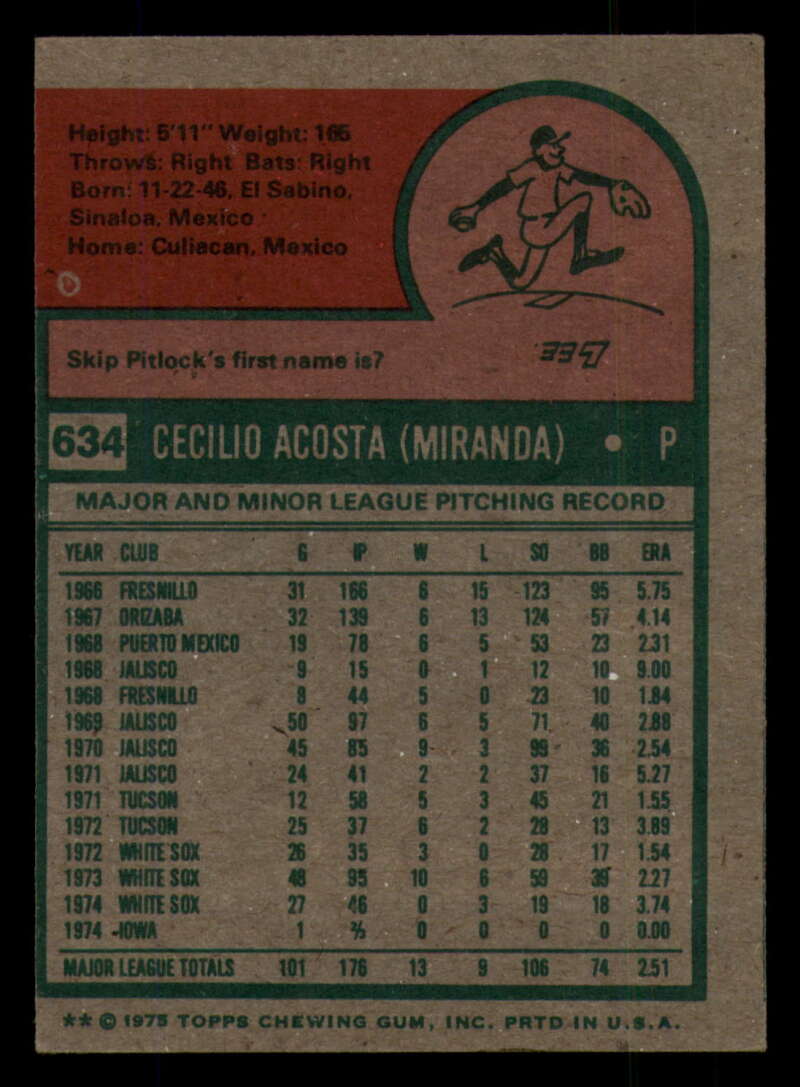 Height: 5'11" Weight: 165
Throws: Right Bats: Right
Born: 11-22-46, El Sabino,
Sinaloa, Mexico
Home: Culiacan, Mexico
Skip Pitlock's first name is?
LEE
634 CECILIO ACOSTA (MIRANDA) • P
MAJOR AND MINOR LEAGUE PITCHING RECORD
YEAR CLUB G IP W L SO BB ERA
1966 FRESNILLO 31 166 6 15 123 95 5.75
1967 ORIZABA 32 139 6 13 124 57 4.14
1968 PUERTO MEXICO 19 78 6 5 53 23 2.31
1968 JALISCO 9 15 0 1 12 10 9.00
1968 FRESNILLO 8 44 5 0 23 10 1.84
1969 JALISCO 50 97 6 5 71 40 2.88
1970 JALISCO 45 85 9 3 99 36 2.54
1971 JALISCO 24 41 2 2 37 16 5.27
1971 TUCSON 12 58 5 3 45 21 1.55
1972 TUCSON 25 37 6 2 28 13 3.89
1972 WHITE SOX 26 35 3 0 28 17 1.54
1973 WHITE SOX 48 95 10 6 59 39 2.27
1974 WHITE SOX 27 46 0 3 19 18 3.74
1974 IOWA 1 ⅔ 0 0 0 0 0.00
MAJOR LEAGUE TOTALS 101 176 13 9 106 74 2.51
** © 1975 TOPPS CHEWING GUM, INC. PRTD IN U.S.A.